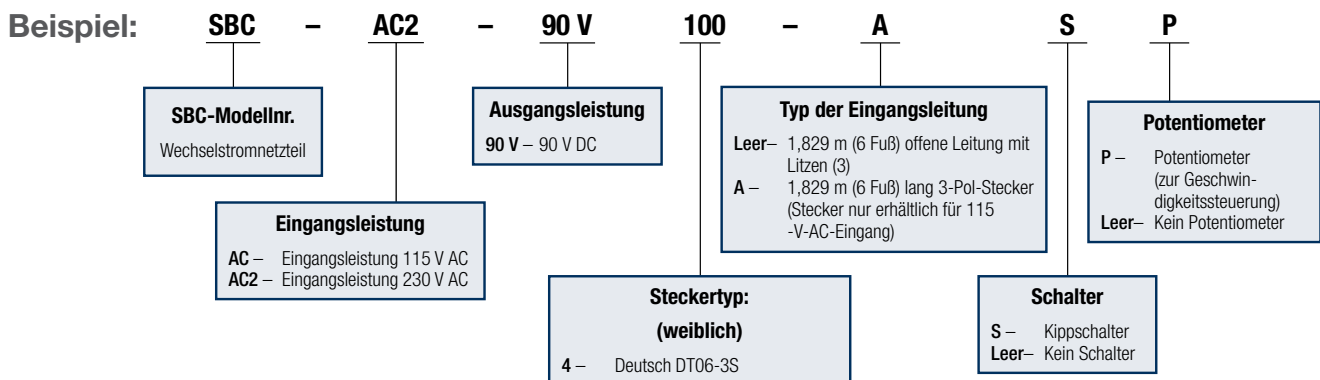 Beispiel: SBC – AC2 – 90 V 100 – A S P
SBC-Modellnr.
Wechselstromnetzteil
Eingangsleistung
AC – Eingangsleistung 115 V AC
AC2 – Eingangsleistung 230 V AC
Ausgangsleistung
90 V – 90 V DC
Steckertyp:
(weiblich)
4 – Deutsch DT06-3S
Typ der Eingangsleitung
Leer– 1,829 m (6 Fuß) offene Leitung mit
Litzen (3)
A – 1,829 m (6 Fuß) lang 3-Pol-Stecker
(Stecker nur erhältlich für 115
-V-AC-Eingang)
Schalter
S – Kippschalter
Leer– Kein Schalter
Potentiometer
P – Potentiometer
(zur Geschwin-
digkeitssteuerung)
Leer– Kein Potentiometer